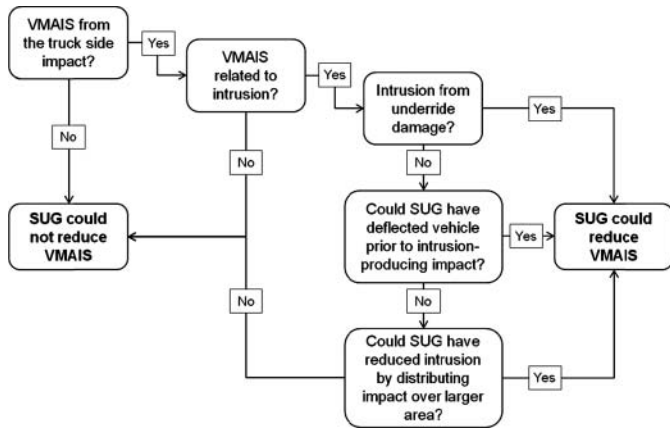 VMAIS from
the truck side
impact?
Yes
VMAIS
related to
intrusion?
Yes
Intrusion from
underride
damage?
Yes
No
No
No
SUG could
not reduce
VMAIS
Could SUG have
deflected vehicle
prior to intrusion-
producing impact?
Yes
SUG could
reduce
VMAIS
No
No
Could SUG have
reduced intrusion
by distributing
impact over larger
area?
Yes